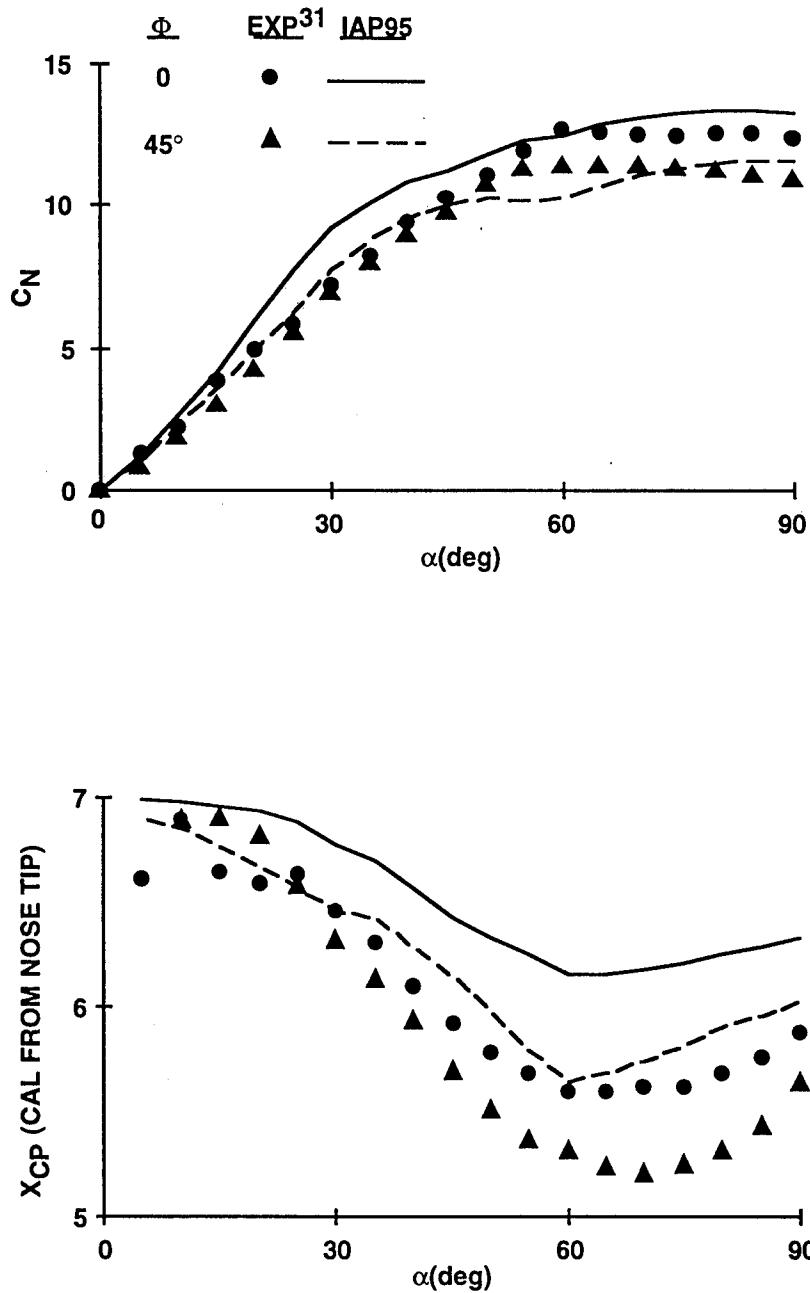 Φ EXP31 IAP95
0
45°
15
10
5
0
CN
0 30 60 90
α(deg)
7
6
5
XCP (CAL FROM NOSE TIP)
0 30 60 90
α(deg)